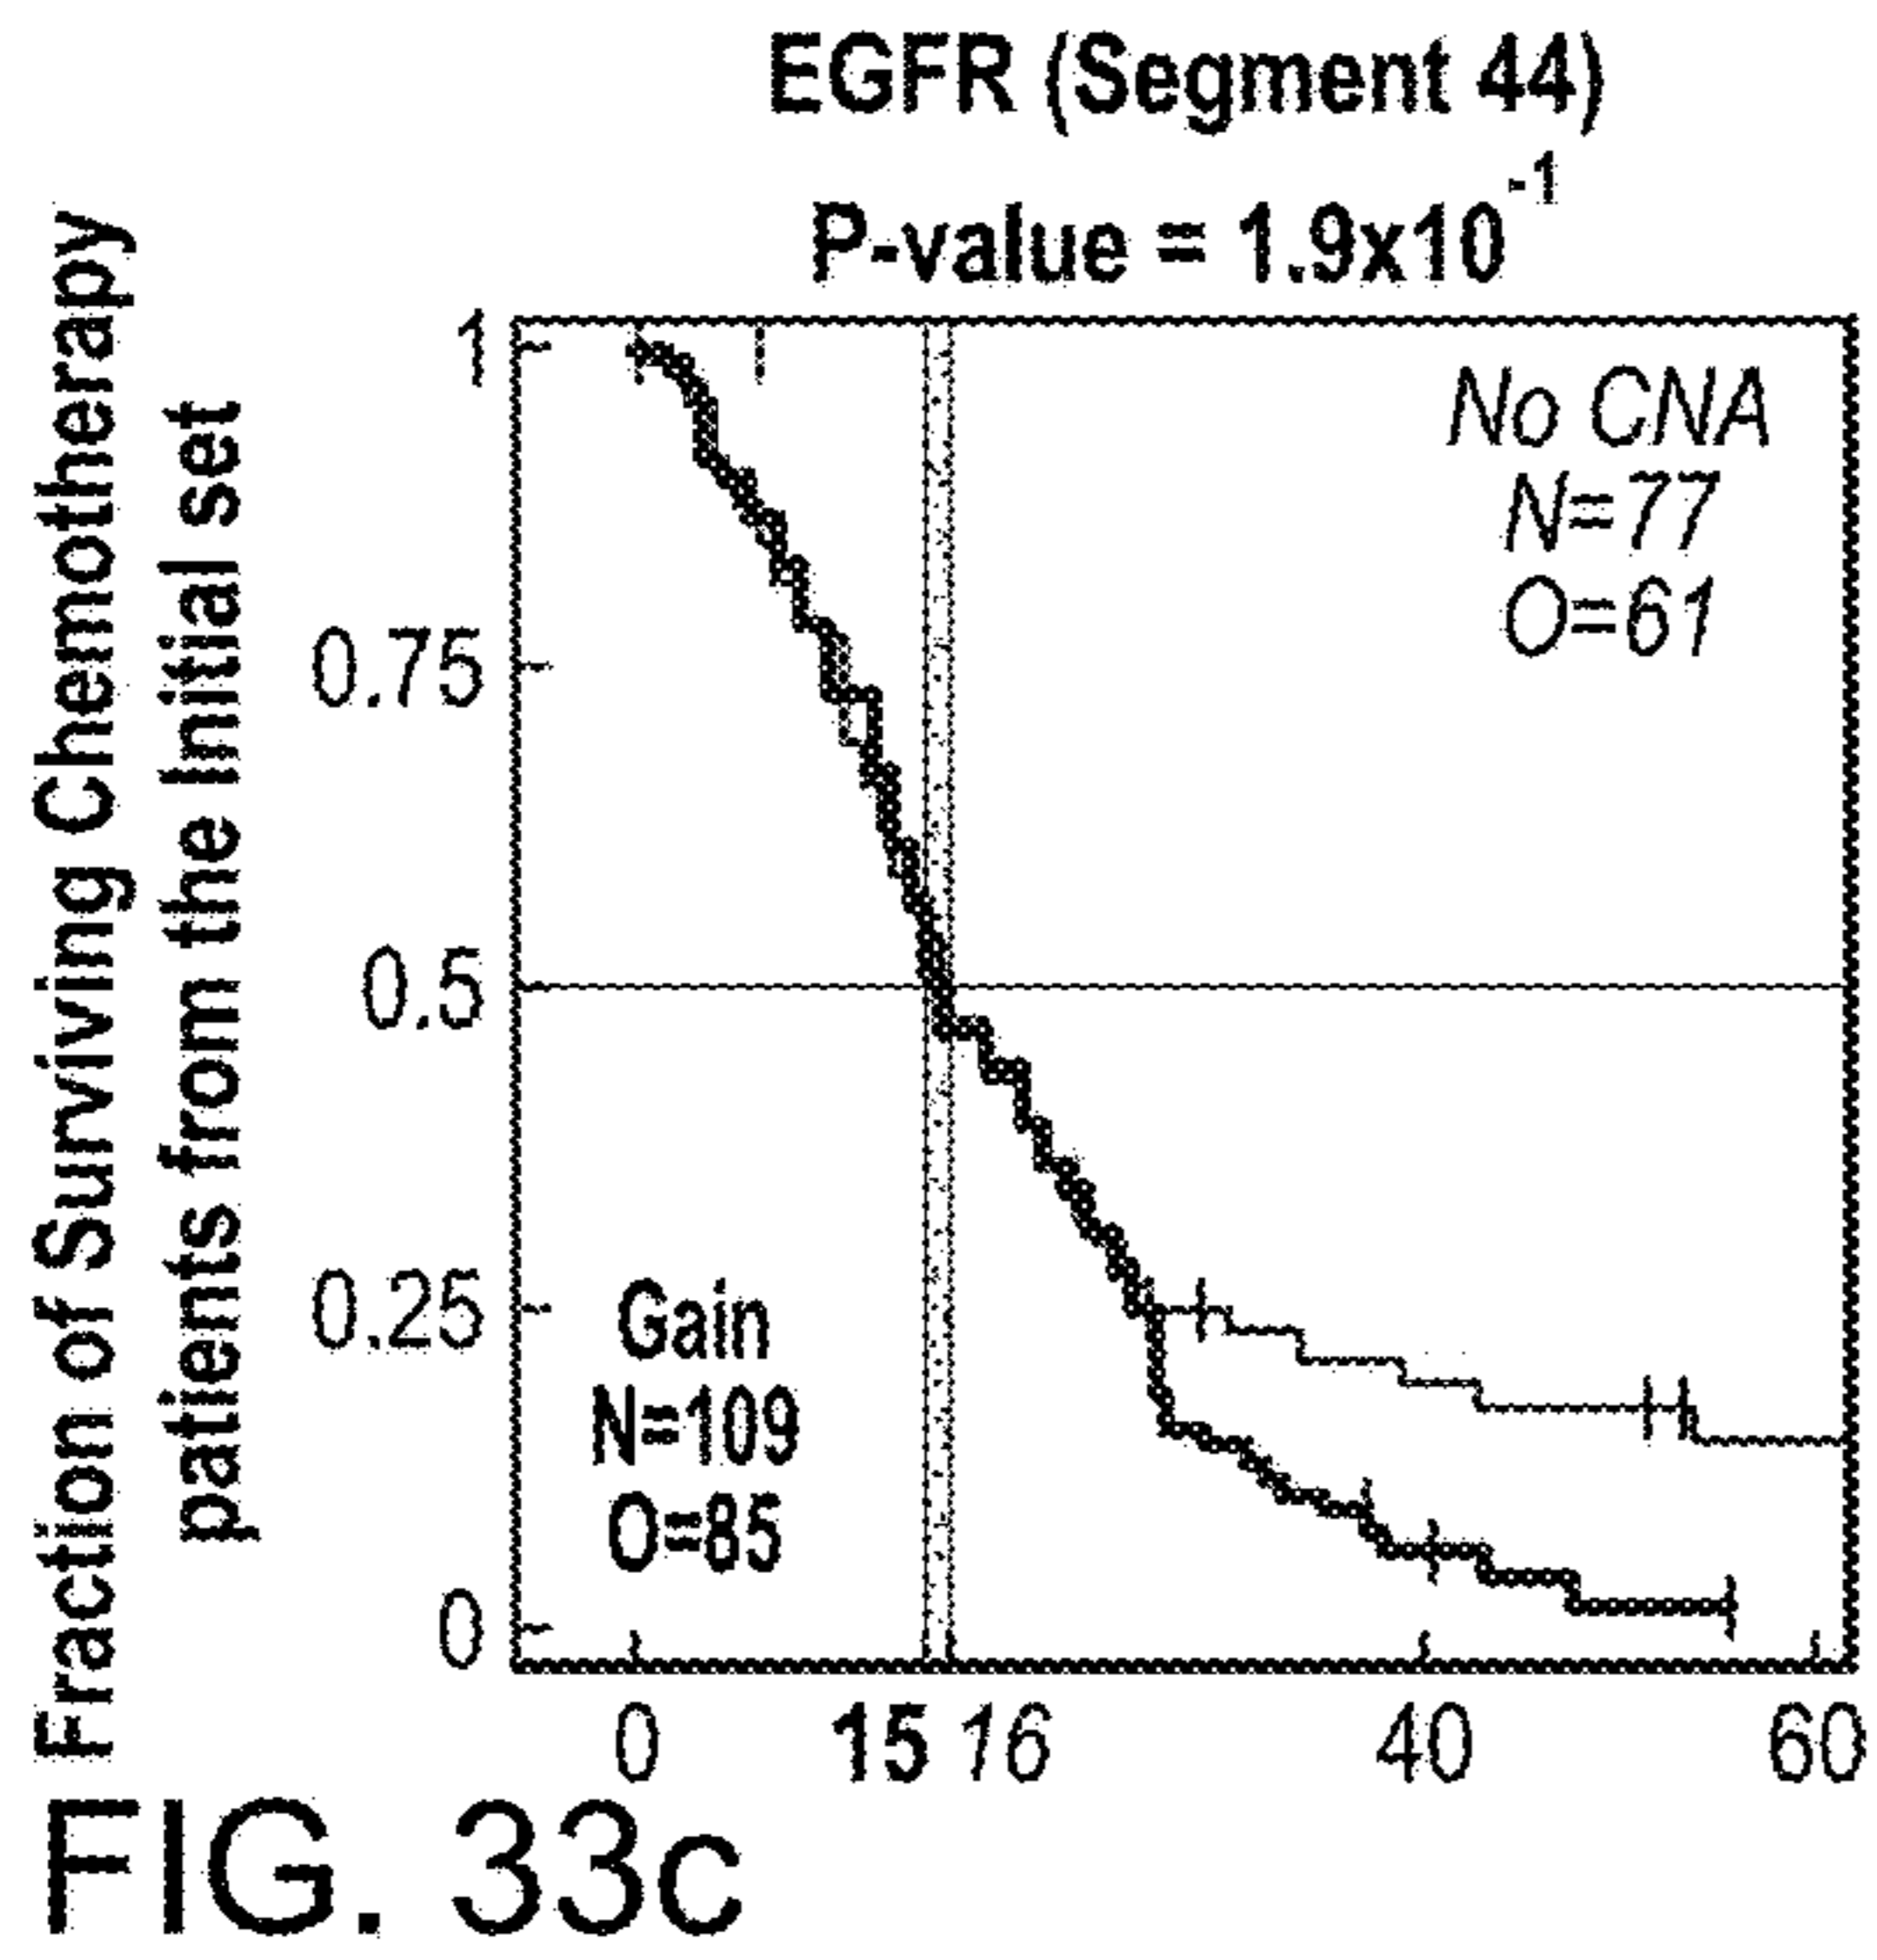 EGFR (Segment 44)
P-value = 1.9x10-1
Fraction of Surviving Chemotherapy
patients from the Initial set
1
0.75
0.5
0.25
0
No CNA
N=77
O=61
Gain
N=109
O=85
0 15 16 40 60
FIG. 33c